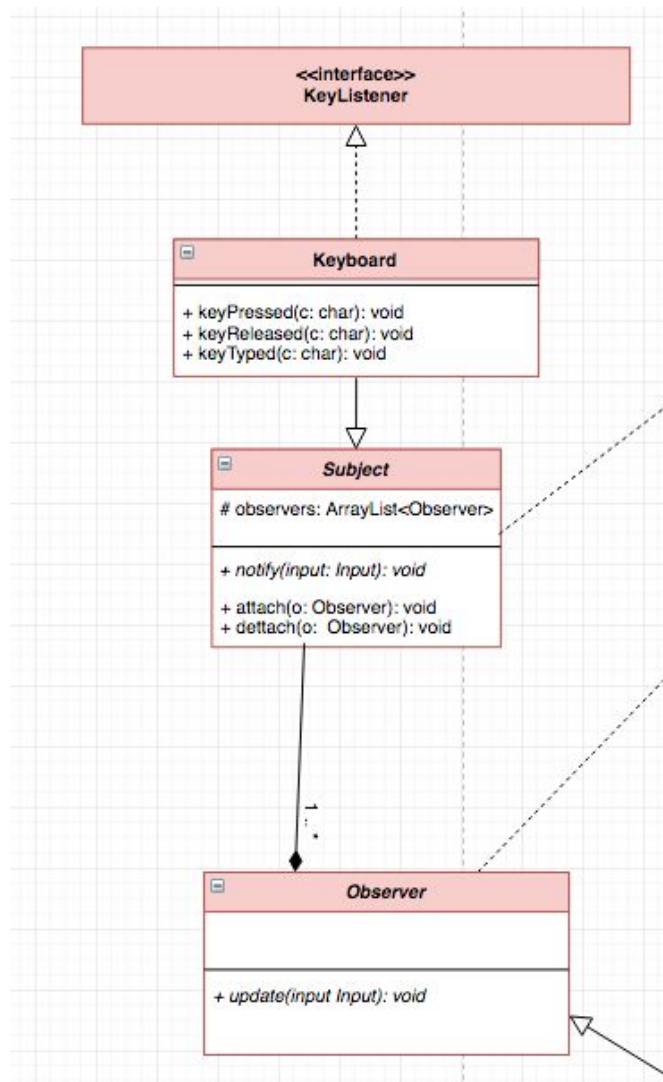 <<interface>>
KeyListener
Keyboard
+ keyPressed(c: char): void
+ keyReleased(c: char): void
+ keyTyped(c: char): void
Subject
# observers: ArrayList<Observer>
+ notify(input: Input): void
+ attach(o: Observer): void
+ dettach(o: Observer): void
1.. *
Observer
+ update(input Input): void